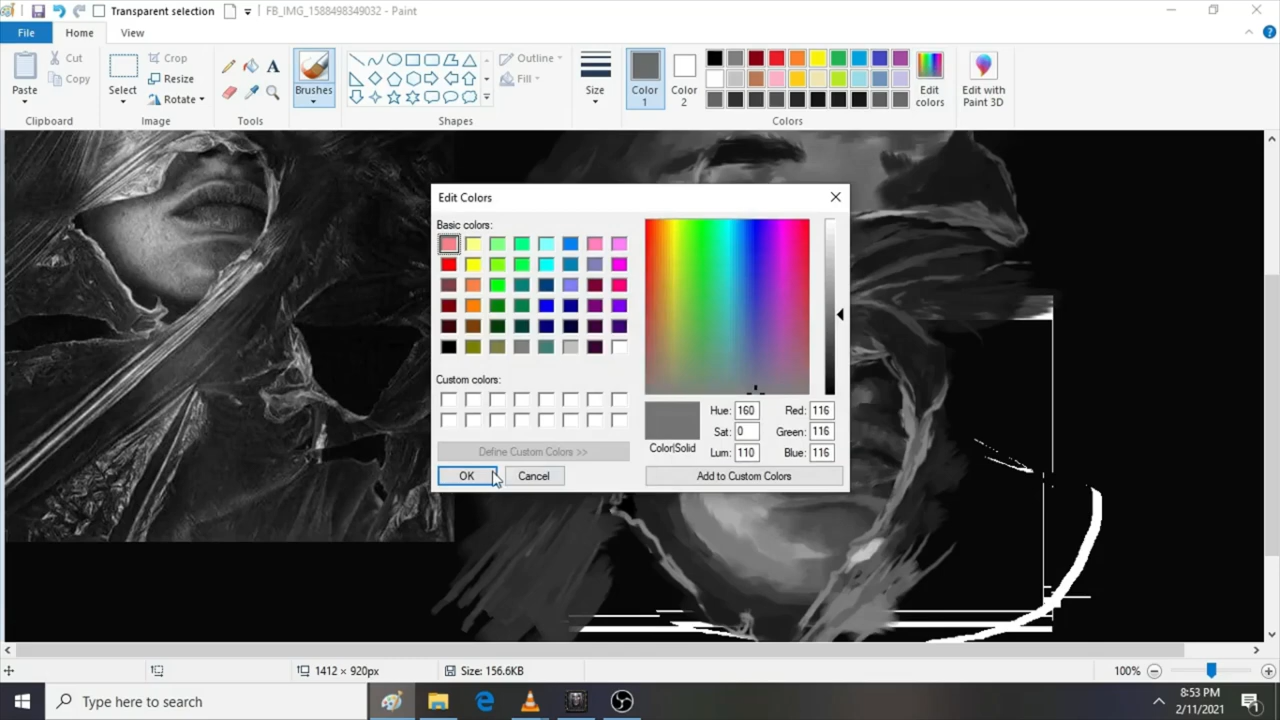 Transparent selection
FB_IMG_1588498349032 - Paint
File
Home
View
Paste
Cut
Copy
Clipboard
Select
Crop
Resize
Rotate
Image
A
Tools
Brushes
Outline
Fill
Shapes
Size
Color 1
Color 2
Edit colors
Colors
Edit with Paint 3D
Edit Colors
Basic colors:
Custom colors:
Define Custom Colors >>
OK
Cancel
Color|Solid
Hue: 160
Sat: 0
Lum: 110
Red: 116
Green: 116
Blue: 116
Add to Custom Colors
1412 × 920px
Size: 156.6KB
100%
Type here to search
8:53 PM
2/11/2021
1